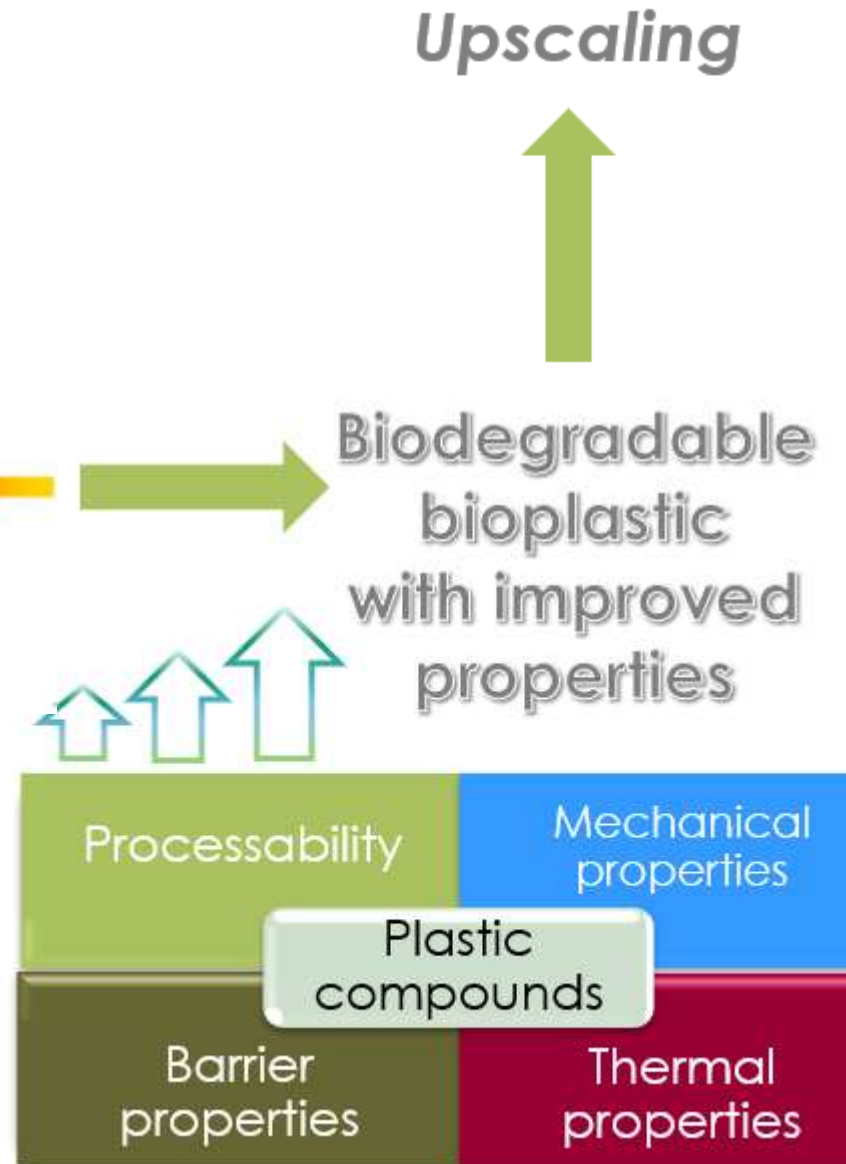 Upscaling
Biodegradable
bioplastic
with improved
properties
Processability
Mechanical
properties
Plastic
compounds
Barrier
properties
Thermal
properties